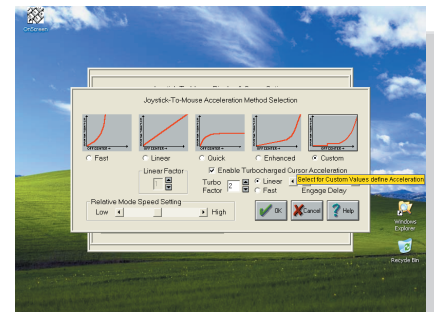 OnScreen
Joystick-To-Mouse Acceleration Method Selection
Fast
Linear
Quick
Enhanced
Custom
Linear Factor
Enable Turbocharged Cursor Acceleration
Turbo Factor
2
Linear
Fast
Select for Custom Values define Acceleration
Engage Delay
Relative Mode Speed Setting
Low
High
OK
Cancel
Help
Windows
Explorer
Recycle Bin